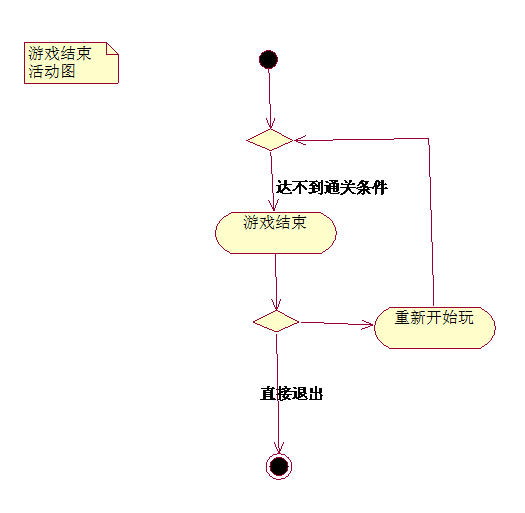 游戏结束
活动图
达不到通关条件
游戏结束
重新开始玩
直接退出